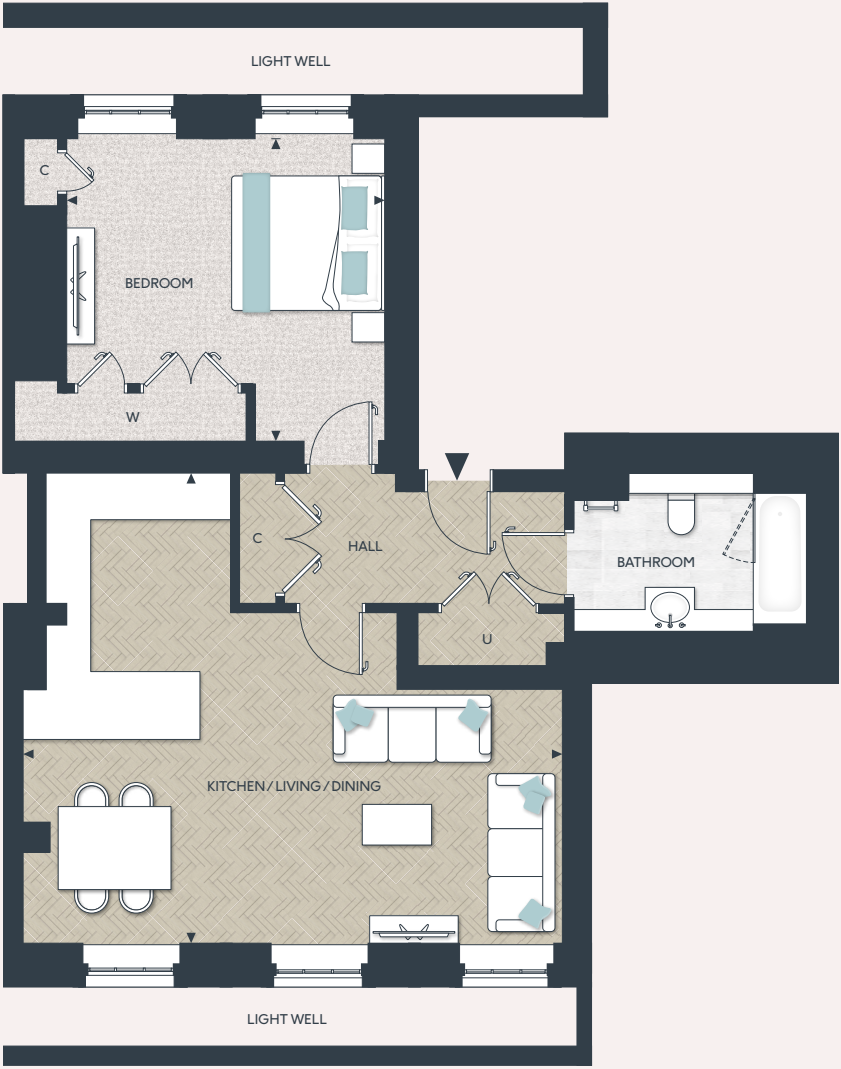 LIGHT WELL
C
BEDROOM
W
C
HALL
BATHROOM
U
KITCHEN / LIVING / DINING
LIGHT WELL